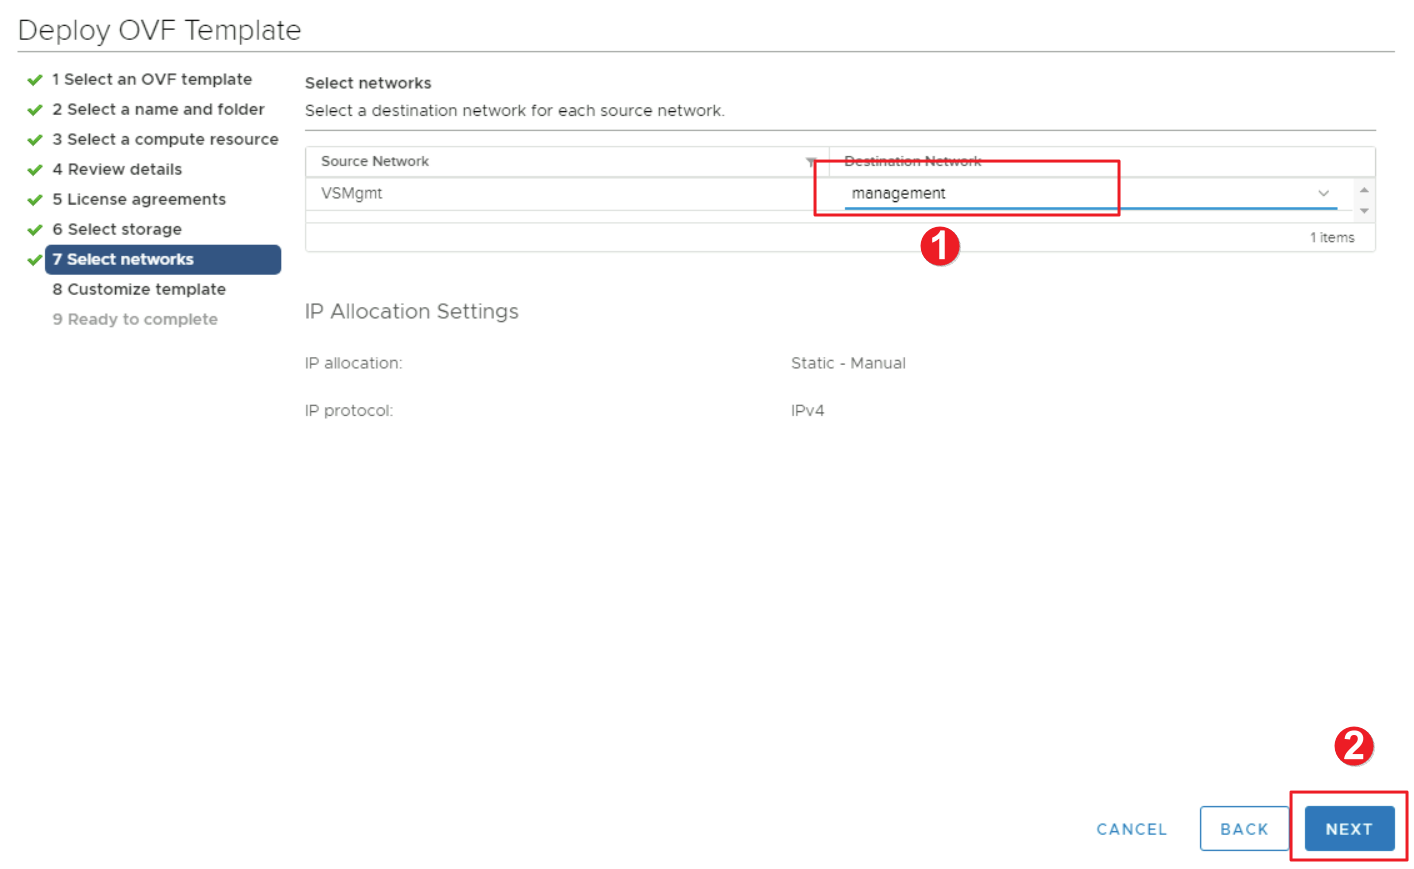 Deploy OVF Template
1 Select an OVF template
2 Select a name and folder
3 Select a compute resource
4 Review details
5 License agreements
6 Select storage
7 Select networks
8 Customize template
9 Ready to complete
Select networks
Select a destination network for each source network.
Source Network Destination Network
VSMgmt management
1 items
1
IP Allocation Settings
IP allocation: Static - Manual
IP protocol: IPv4
2
CANCEL BACK NEXT